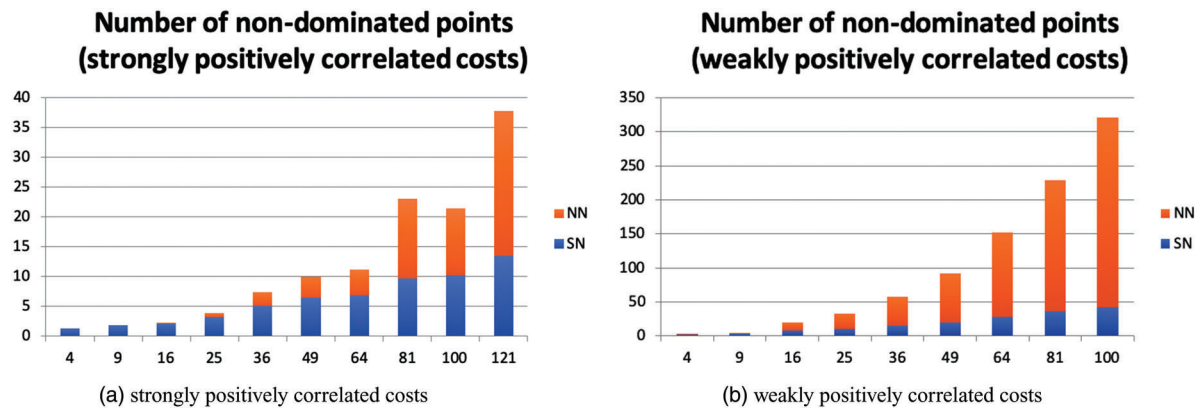 Number of non-dominated points
(strongly positively correlated costs)
40
35
30
25
20
15
10
5
0
4 9 16 25 36 49 64 81 100 121
NN
SN
(a) strongly positively correlated costs
Number of non-dominated points
(weakly positively correlated costs)
350
300
250
200
150
100
50
0
4 9 16 25 36 49 64 81 100
NN
SN
(b) weakly positively correlated costs